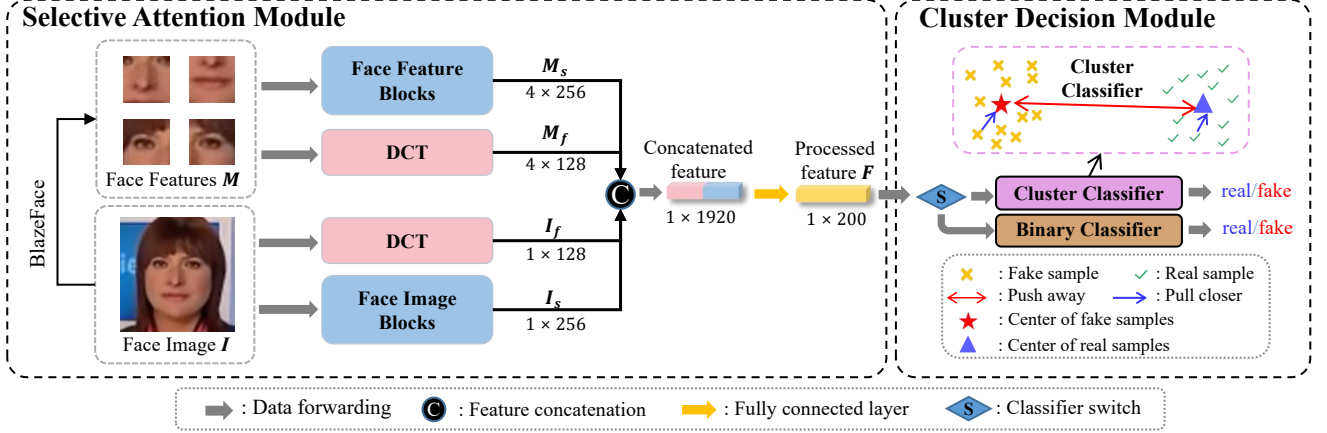 Selective Attention Module
Cluster Decision Module
Face Features M
BlazeFace
Face Image I
Face Feature
Blocks
DCT
DCT
Face Image
Blocks
M_s
4 × 256
M_f
4 × 128
I_f
1 × 128
I_s
1 × 256
C
Concatenated
feature
1 × 1920
Processed
feature F
1 × 200
S
Cluster
Classifier
Cluster Classifier
real/fake
Binary Classifier
real/fake
: Fake sample
: Real sample
: Push away
: Pull closer
: Center of fake samples
: Center of real samples
: Data forwarding
C : Feature concatenation
: Fully connected layer
S : Classifier switch